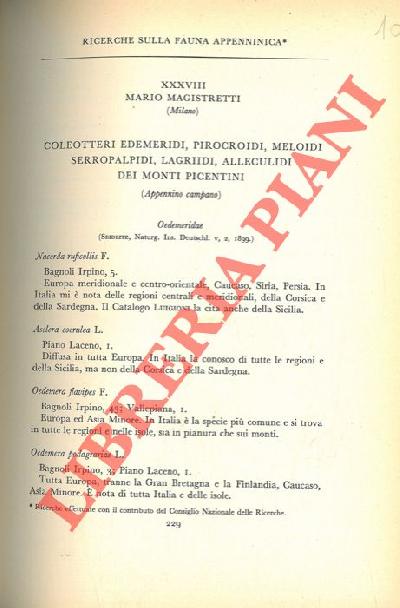 10
RICERCHE SULLA FAUNA APPENNINICA*
XXXVIII
MARIO MAGISTRETTI
(Milano)
COLEOTTERI EDEMERIDI, PIROCROIDI, MELOIDI
SERROPALPIDI, LAGRIIDI, ALLECULIDI
DEI MONTI PICENTINI
(Appennino campano)
Oedemeridae
(Seidlitz, Naturg. Ins. Deutschl. v, 2, 1899.)
Nacerda ruficollis F.
Bagnoli Irpino, 5.
Europa meridionale e centro-orientale, Caucaso, Siria, Persia. In
Italia mi è nota delle regioni centrali e meridionali, della Corsica e
della Sardegna. Il Catalogo Luigioni la cita anche della Sicilia.
Asclera coerulea L.
Piano Laceno, 1.
Diffusa in tutta Europa. In Italia la conosco di tutte le regioni e
della Sicilia, ma non della Corsica e della Sardegna.
Oedemera flavipes F.
Bagnoli Irpino, 43; Vallepiana, 1.
Europa ed Asia Minore. In Italia è la specie più comune e si trova
in tutte le regioni e nelle isole, sia in pianura che sui monti.
Oedemera podagrariae L.
Bagnoli Irpino, 3; Piano Laceno, 1.
Tutta Europa, tranne la Gran Bretagna e la Finlandia, Caucaso,
Asia Minore. È nota di tutta Italia e delle isole.
* Ricerche effettuate con il contributo del Consiglio Nazionale delle Ricerche.
229
LIBRERIA PIANI